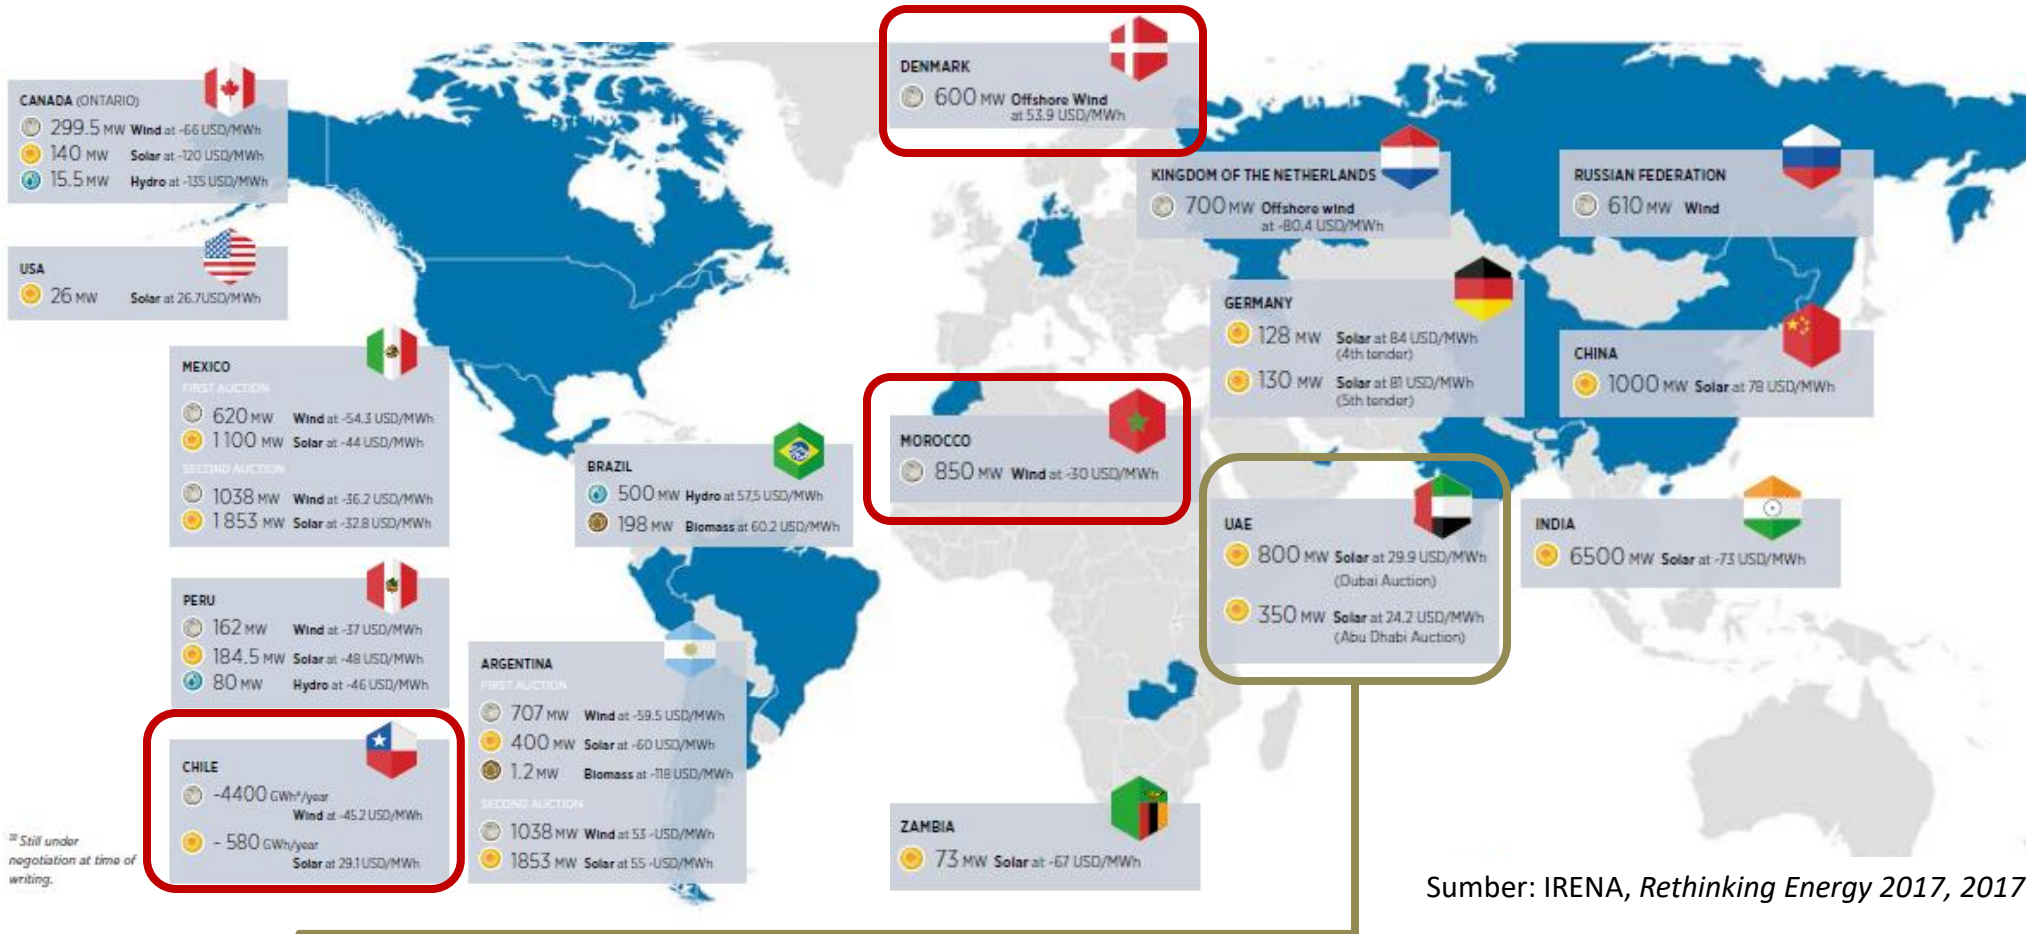 CANADA (ONTARIO)
299.5 MW Wind at -66 USD/MWh
140 MW Solar at -120 USD/MWh
15.5 MW Hydro at -135 USD/MWh
USA
26 MW Solar at 26.7USD/MWh
MEXICO
FIRST AUCTION
620 MW Wind at -54.3 USD/MWh
1100 MW Solar at -44 USD/MWh
SECOND AUCTION
1038 MW Wind at -36.2 USD/MWh
1853 MW Solar at -32.8 USD/MWh
PERU
162 MW Wind at -37 USD/MWh
184.5 MW Solar at -48 USD/MWh
80 MW Hydro at -46 USD/MWh
CHILE
-4400 GWh*/year
Wind at -45.2 USD/MWh
- 580 GWh/year
Solar at 29.1 USD/MWh
Still under
negotiation at time of
writing.
BRAZIL
500 MW Hydro at 57,5 USD/MWh
198 MW Biomass at 60.2 USD/MWh
ARGENTINA
FIRST AUCTION
707 MW Wind at -59.5 USD/MWh
400 MW Solar at -60 USD/MWh
1.2 MW Biomass at -118 USD/MWh
SECOND AUCTION
1038 MW Wind at 53 -USD/MWh
1853 MW Solar at 55 -USD/MWh
DENMARK
600 MW Offshore Wind
at 53.9 USD/MWh
KINGDOM OF THE NETHERLANDS
700 MW Offshore wind
at -80.4 USD/MWh
RUSSIAN FEDERATION
610 MW Wind
GERMANY
128 MW Solar at 84 USD/MWh
(4th tender)
130 MW Solar at 81 USD/MWh
(5th tender)
CHINA
1000 MW Solar at 78 USD/MWh
MOROCCO
850 MW Wind at -30 USD/MWh
UAE
800 MW Solar at 29.9 USD/MWh
(Dubai Auction)
350 MW Solar at 24.2 USD/MWh
(Abu Dhabi Auction)
INDIA
6500 MW Solar at -73 USD/MWh
ZAMBIA
73 MW Solar at -67 USD/MWh
Sumber: IRENA, Rethinking Energy 2017, 2017